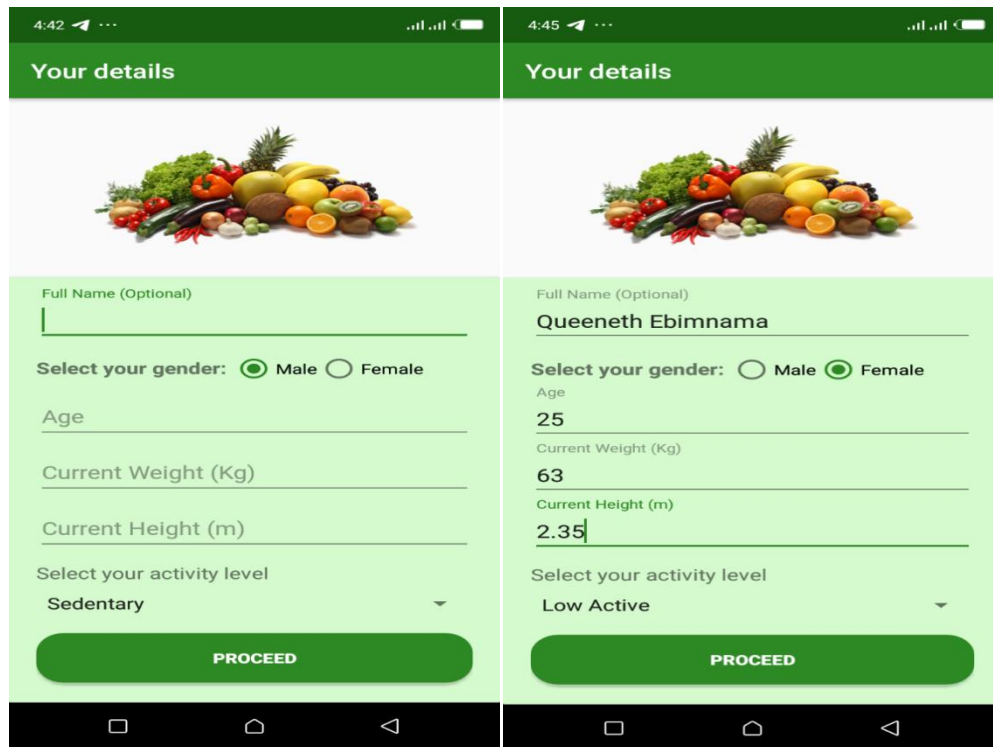 4:42 ...
Your details
Full Name (Optional)
Select your gender: Male Female
Age
Current Weight (Kg)
Current Height (m)
Select your activity level
Sedentary
PROCEED
4:45 ...
Your details
Full Name (Optional)
Queeneth Ebimnama
Select your gender: Male Female
Age
25
Current Weight (Kg)
63
Current Height (m)
2.35
Select your activity level
Low Active
PROCEED